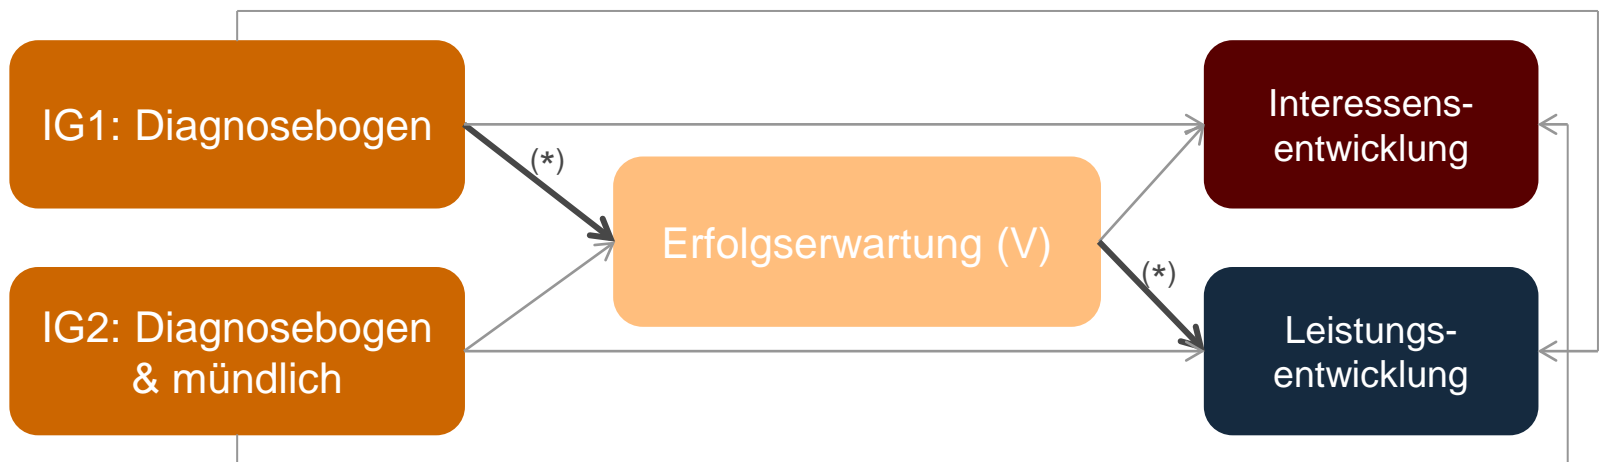 IG1: Diagnosebogen
(*)
Interessens-
entwicklung
Erfolgserwartung (V)
(*)
IG2: Diagnosebogen
& mündlich
Leistungs-
entwicklung